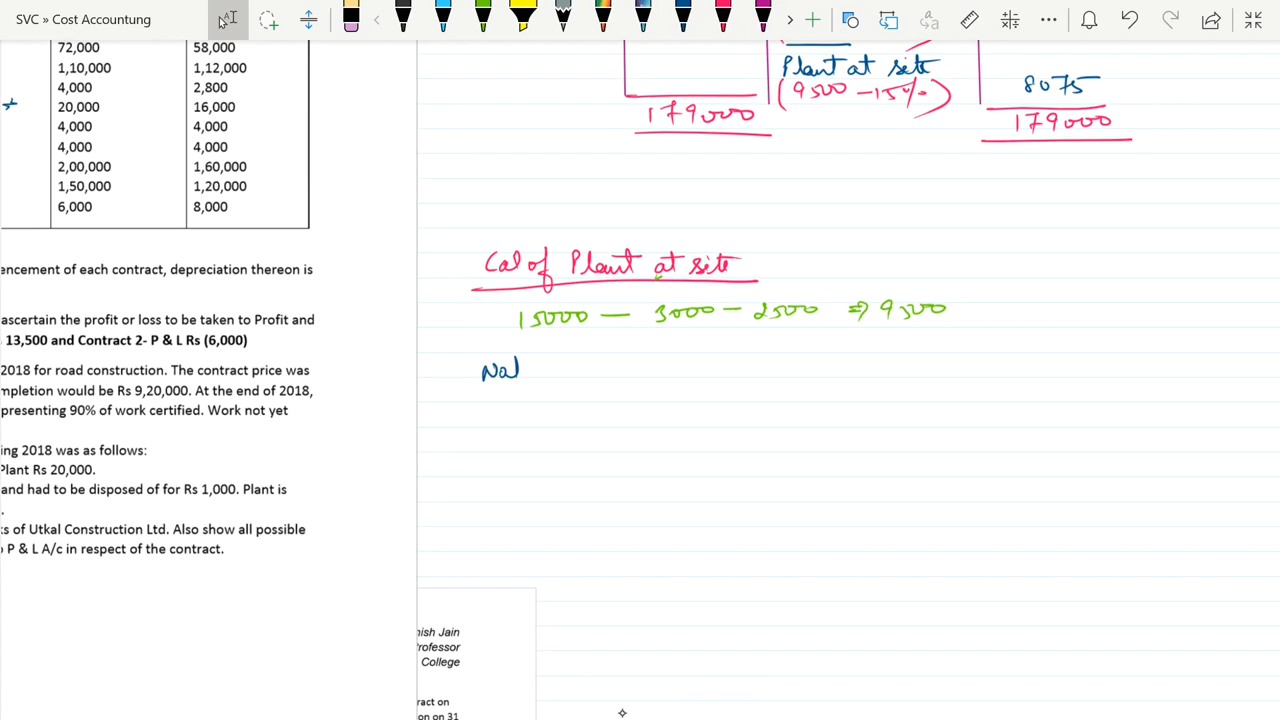 SVC » Cost Accountung
72,000 58,000
1,10,000 1,12,000
4,000 2,800
20,000 16,000
4,000 4,000
4,000 4,000
2,00,000 1,60,000
1,50,000 1,20,000
6,000 8,000
encement of each contract, depreciation thereon is
ascertain the profit or loss to be taken to Profit and
13,500 and Contract 2- P & L Rs (6,000)
2018 for road construction. The contract price was
mpletion would be Rs 9,20,000. At the end of 2018,
presenting 90% of work certified. Work not yet
ing 2018 was as follows:
Plant Rs 20,000.
and had to be disposed of for Rs 1,000. Plant is
ks of Utkal Construction Ltd. Also show all possible
P & L A/c in respect of the contract.
Plant at site
(9500 - 15%) 8075
179000 179000
Cal of Plant at site
15000 — 3000 - 2500 ⇒ 9500
nish Jain
rofessor
College
ract on
on on 31